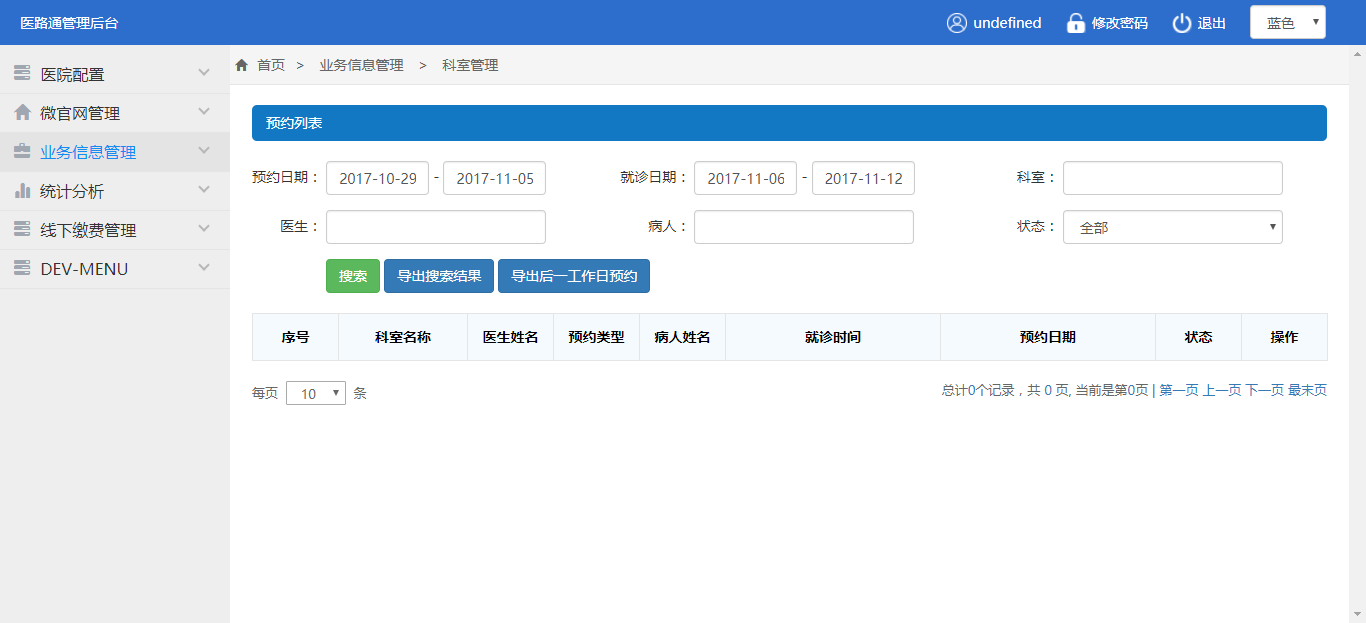 医路通管理后台 undefined 修改密码 退出 蓝色
医院配置
微官网管理
业务信息管理
统计分析
线下缴费管理
DEV-MENU
首页 > 业务信息管理 > 科室管理
预约列表
预约日期： 2017-10-29 - 2017-11-05 就诊日期： 2017-11-06 - 2017-11-12 科室：
医生： 病人： 状态： 全部
搜索 导出搜索结果 导出后一工作日预约
序号 科室名称 医生姓名 预约类型 病人姓名 就诊时间 预约日期 状态 操作
每页 10 条 总计0个记录，共 0 页, 当前是第0页 | 第一页 上一页 下一页 最末页